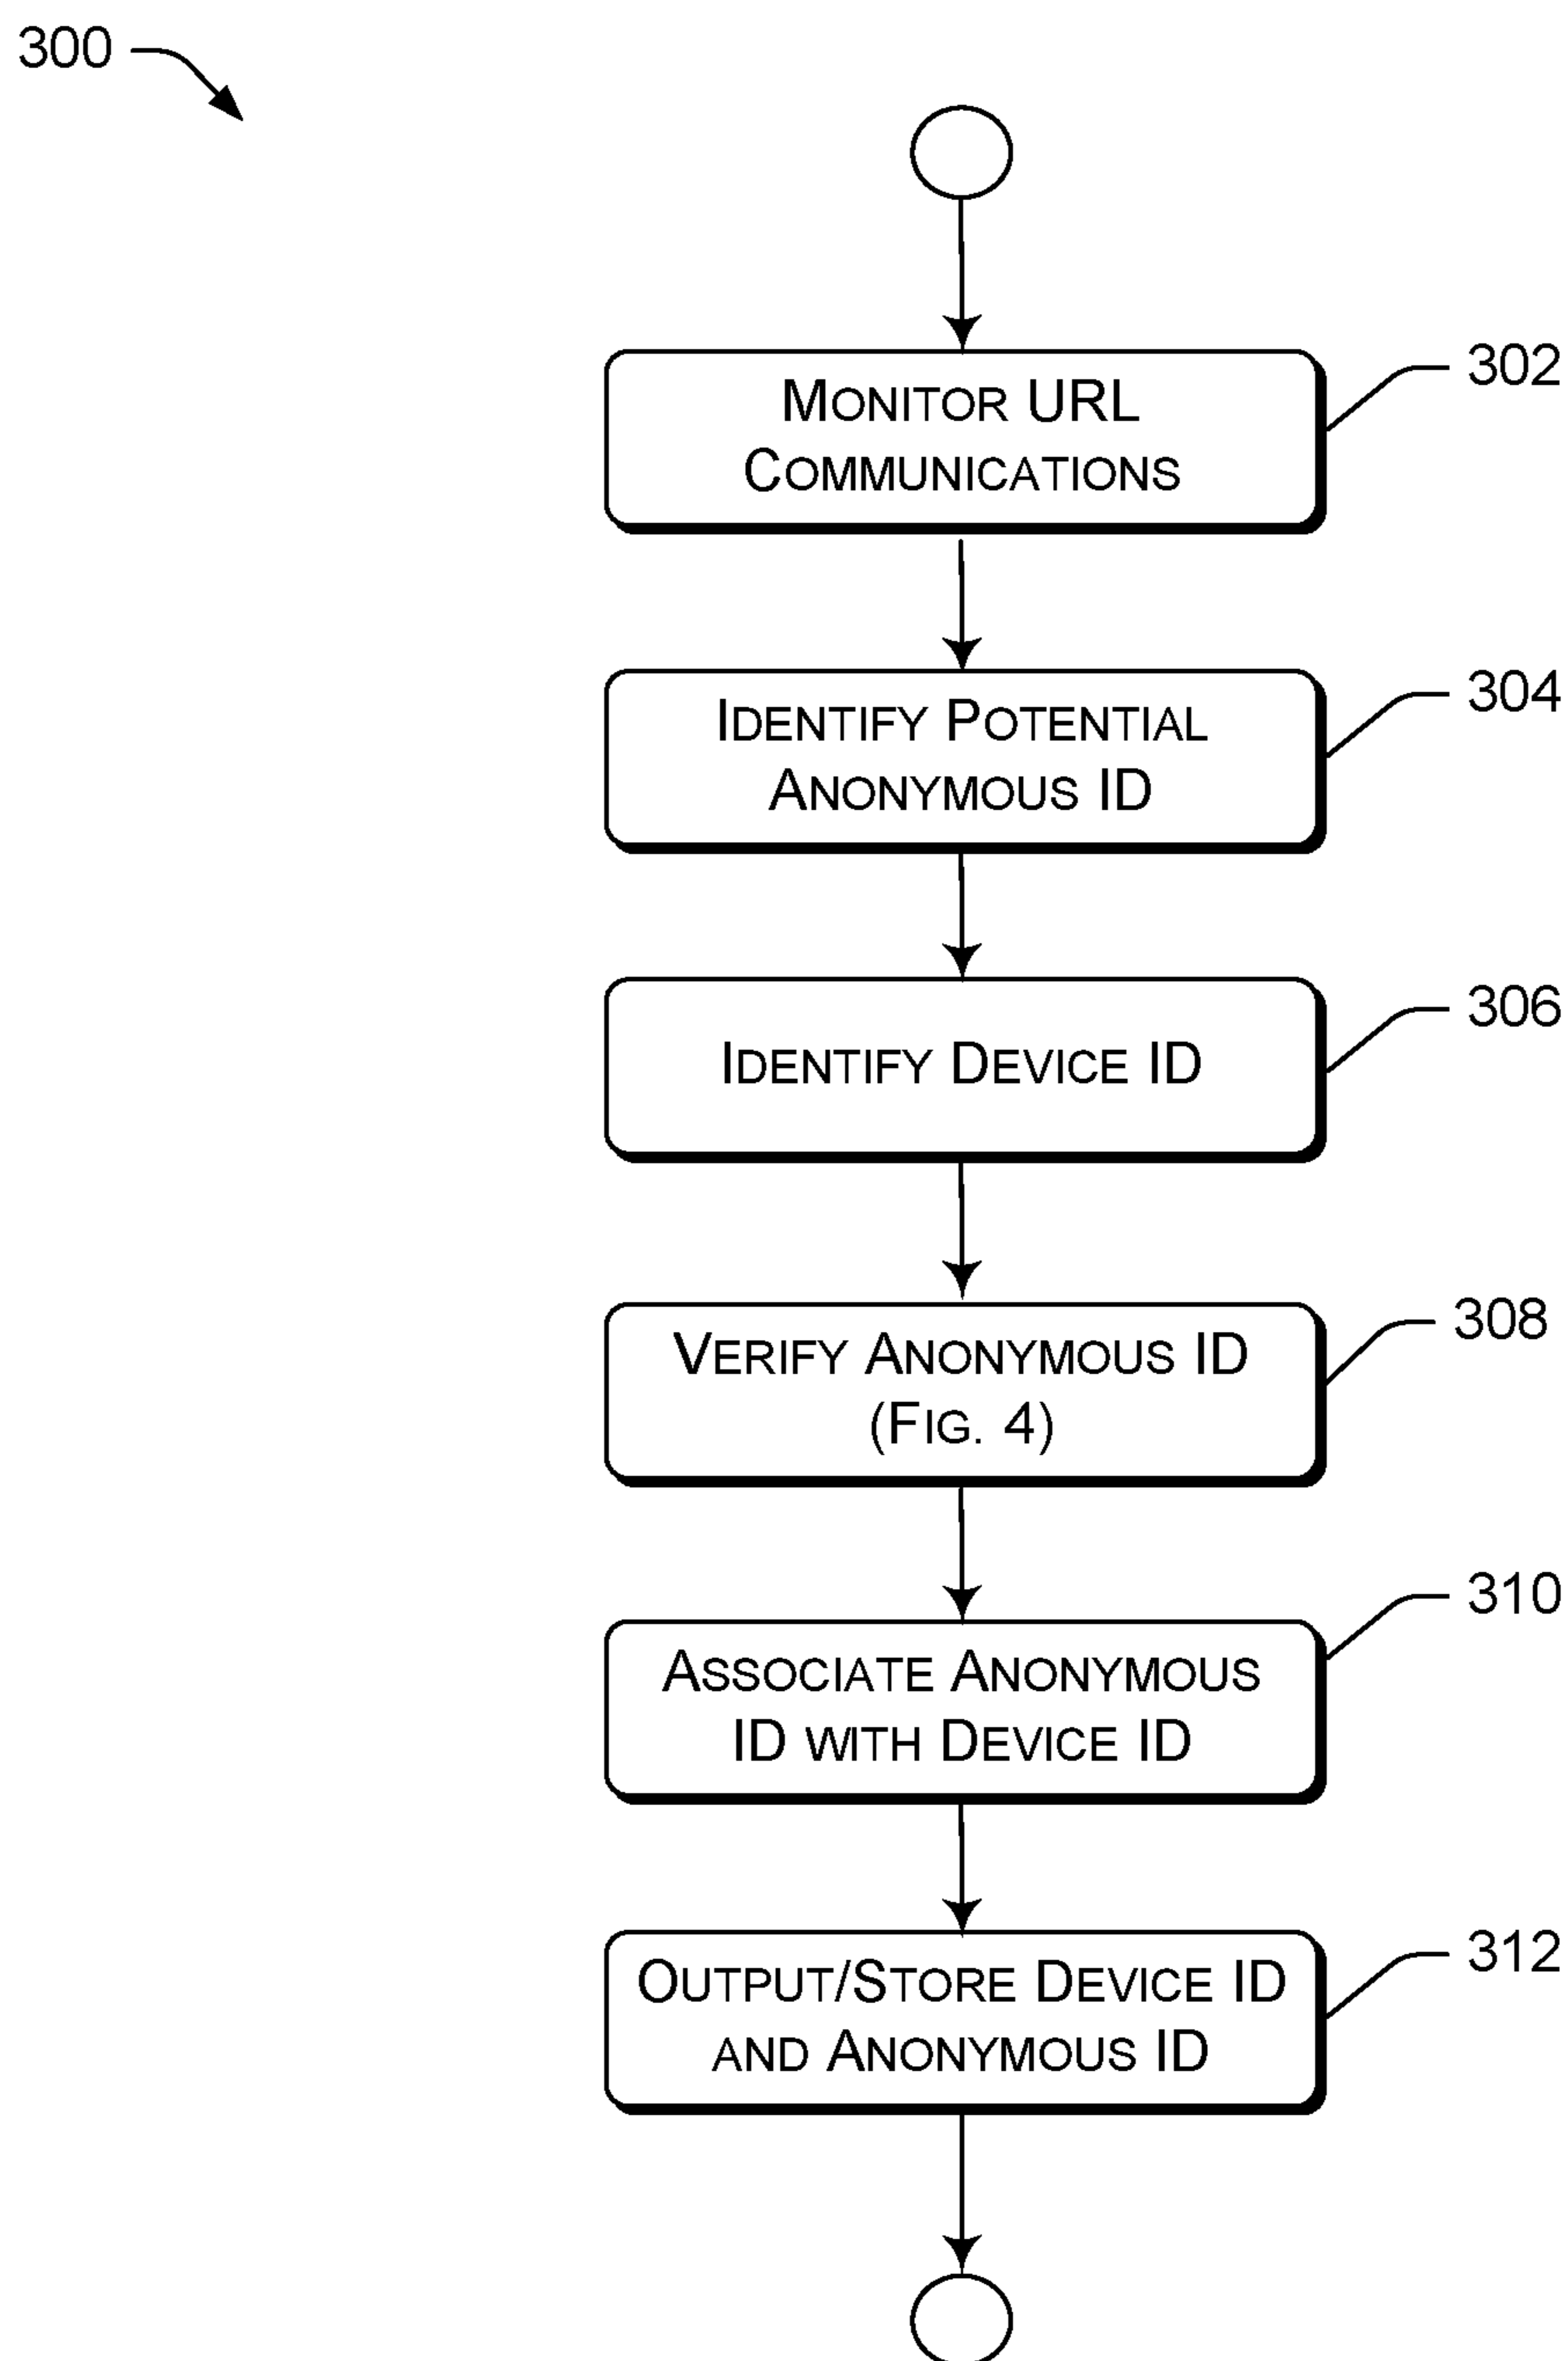 300
MONITOR URL
COMMUNICATIONS
302
IDENTIFY POTENTIAL
ANONYMOUS ID
304
IDENTIFY DEVICE ID
306
VERIFY ANONYMOUS ID
(FIG. 4)
308
ASSOCIATE ANONYMOUS
ID WITH DEVICE ID
310
OUTPUT/STORE DEVICE ID
AND ANONYMOUS ID
312